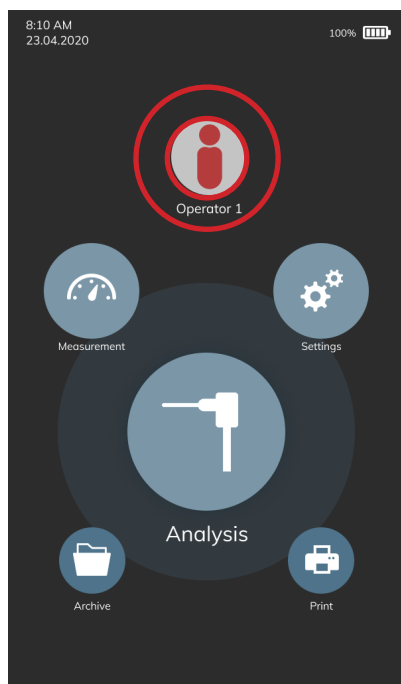 8:10 AM
100%
23.04.2020
Operator 1
Measurement
Settings
Analysis
Archive
Print